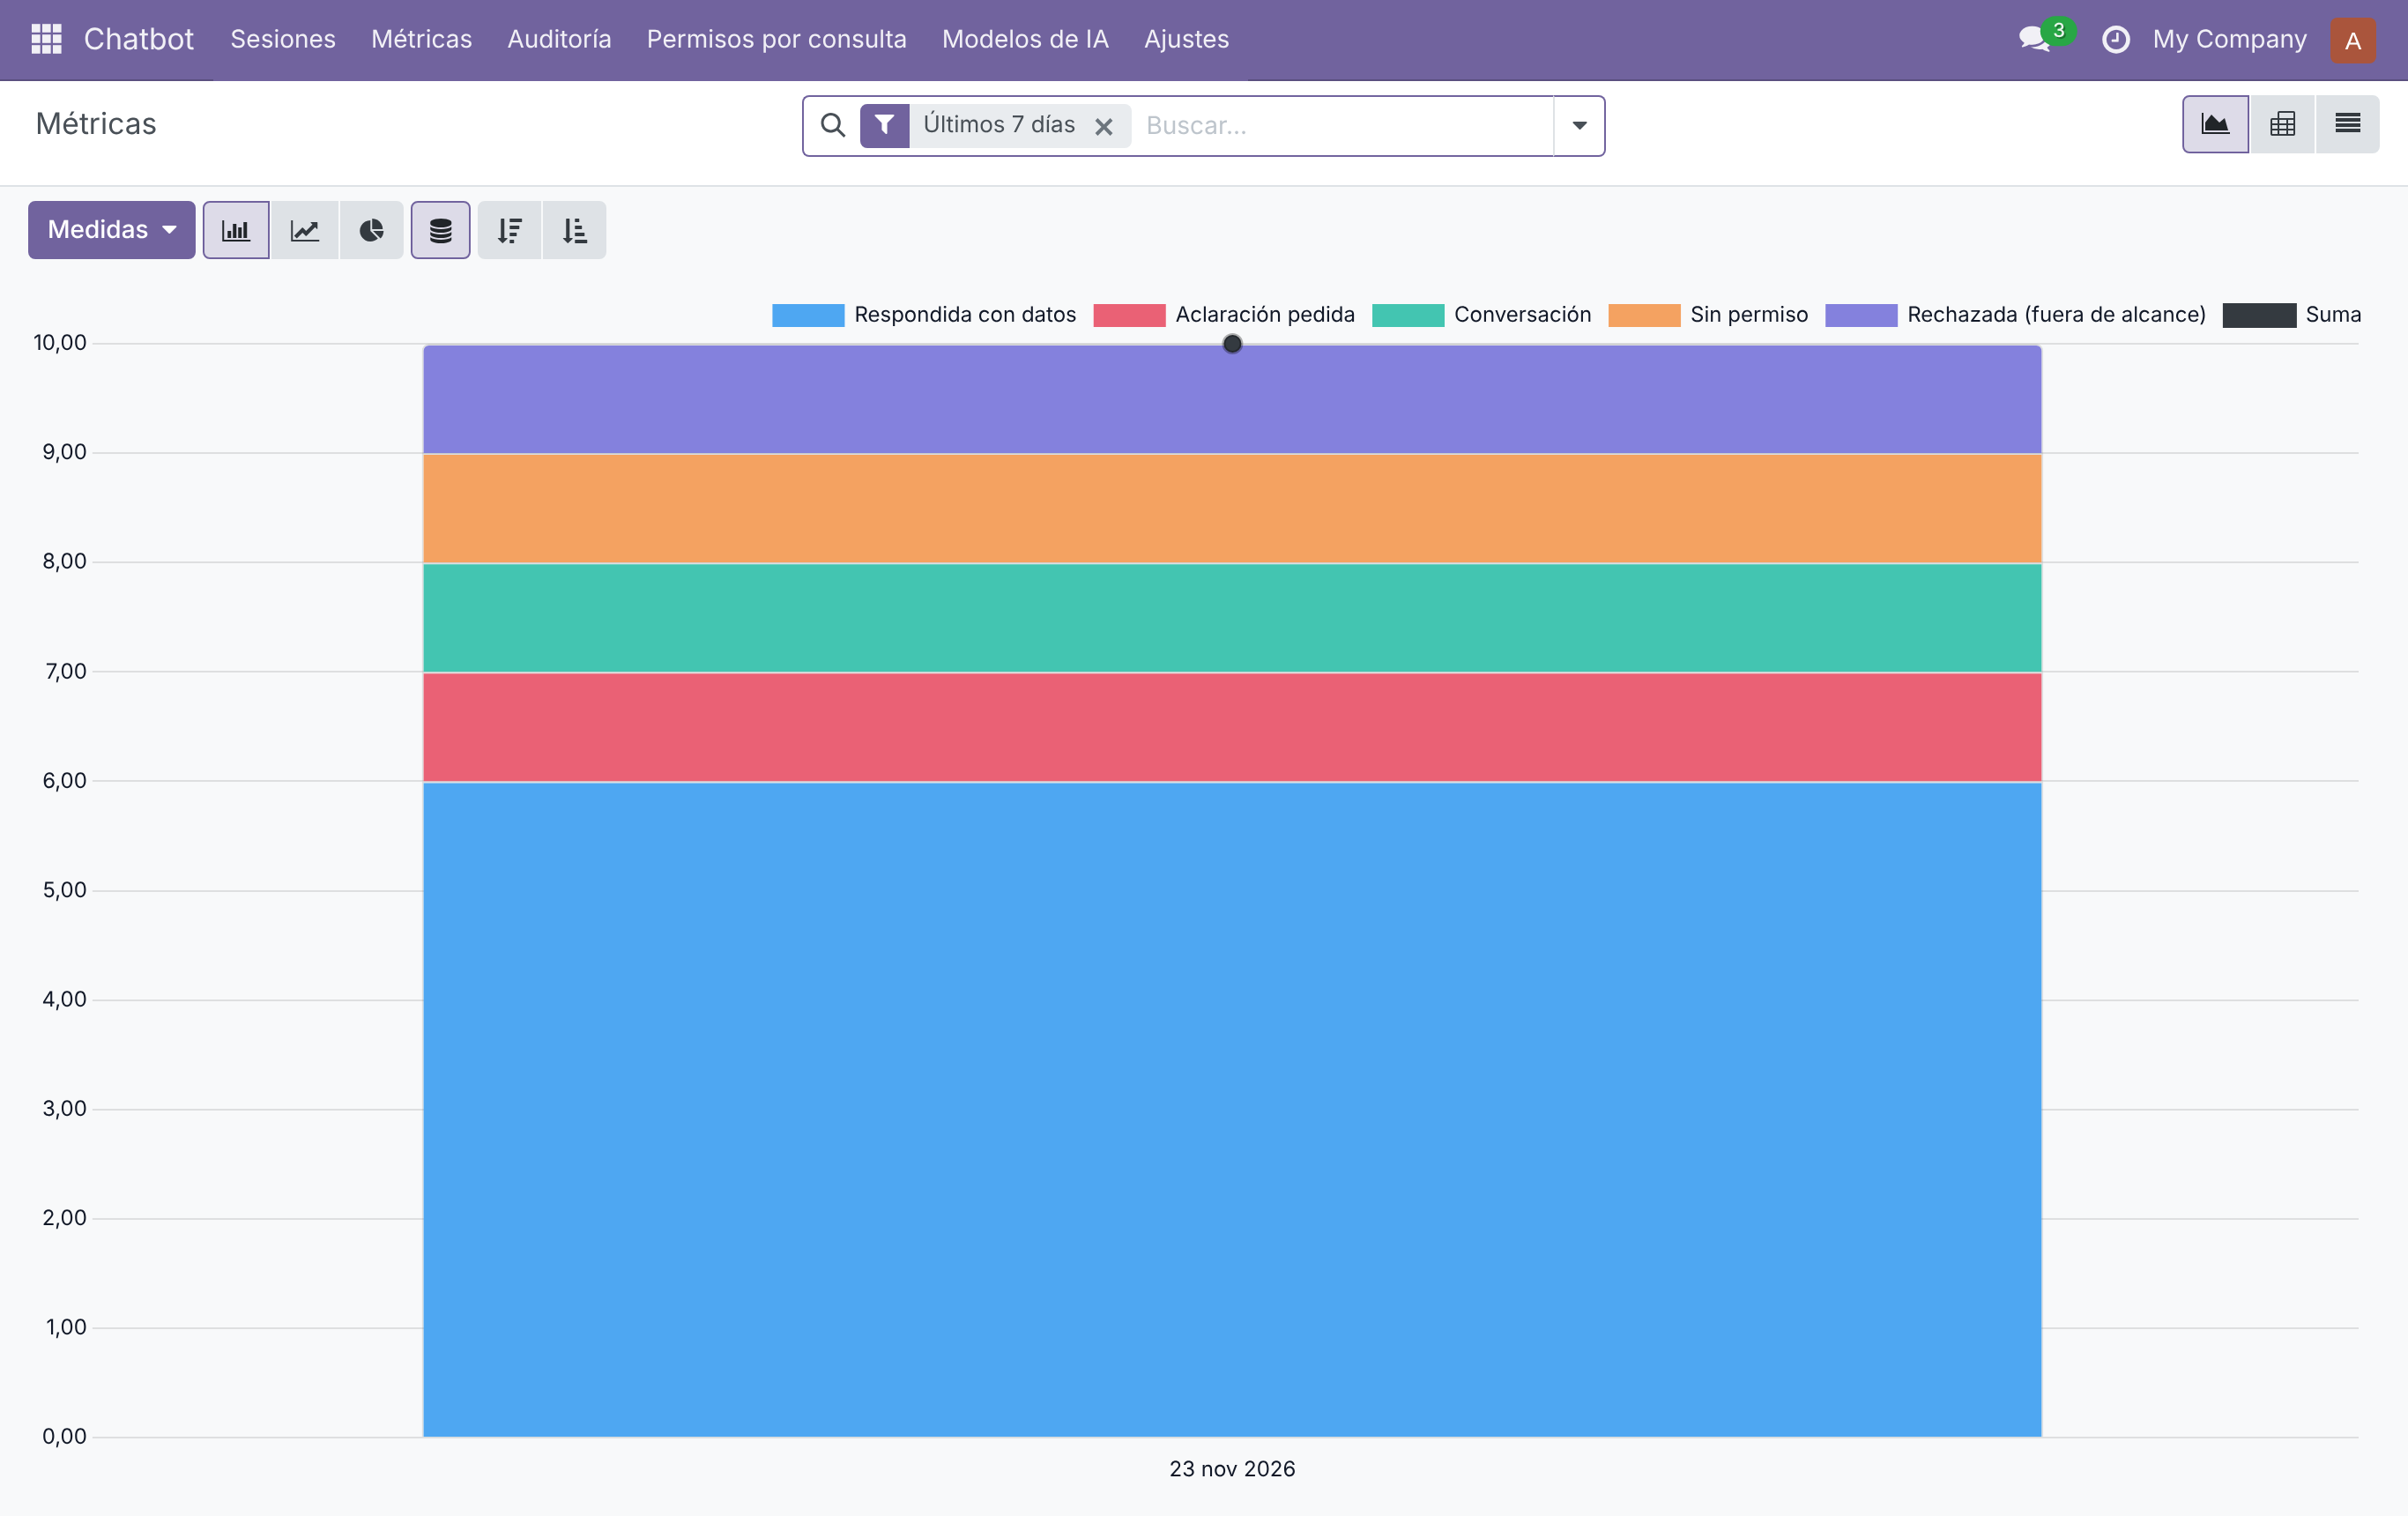 Chatbot Sesiones Métricas Auditoría Permisos por consulta Modelos de IA Ajustes 3 My Company A
Métricas Últimos 7 días Buscar...
Medidas
Respondida con datos Aclaración pedida Conversación Sin permiso Rechazada (fuera de alcance) Suma
10,00
9,00
8,00
7,00
6,00
5,00
4,00
3,00
2,00
1,00
0,00
23 nov 2026